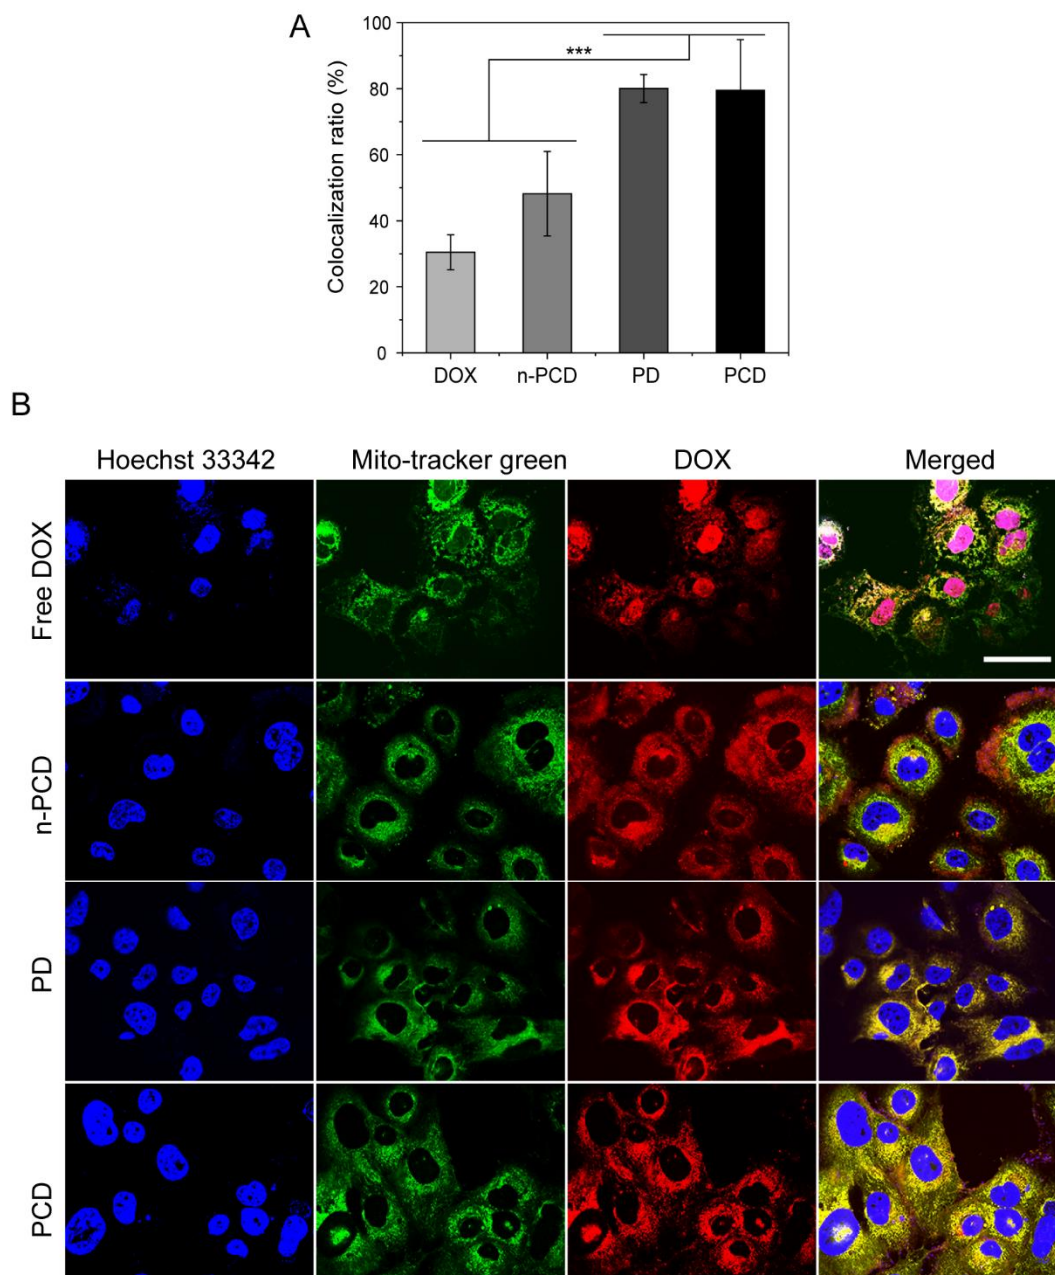 A
Colocalization ratio (%)
100
80
60
40
20
0
***
DOX n-PCD PD PCD
B
Hoechst 33342 Mito-tracker green DOX Merged
Free DOX
n-PCD
PD
PCD